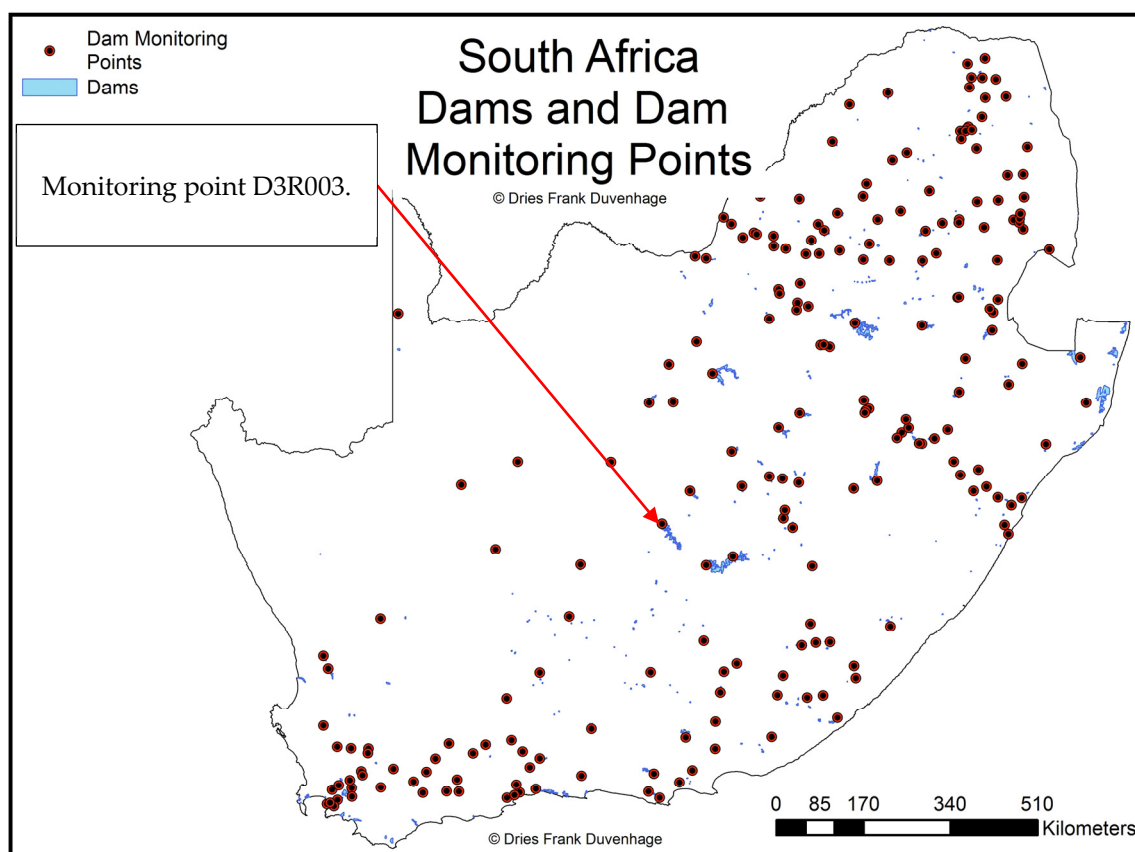 Dam Monitoring
Points
Dams
South Africa
Dams and Dam
Monitoring Points
© Dries Frank Duvenhage
Monitoring point D3R003.
© Dries Frank Duvenhage
0 85 170 340 510
Kilometers